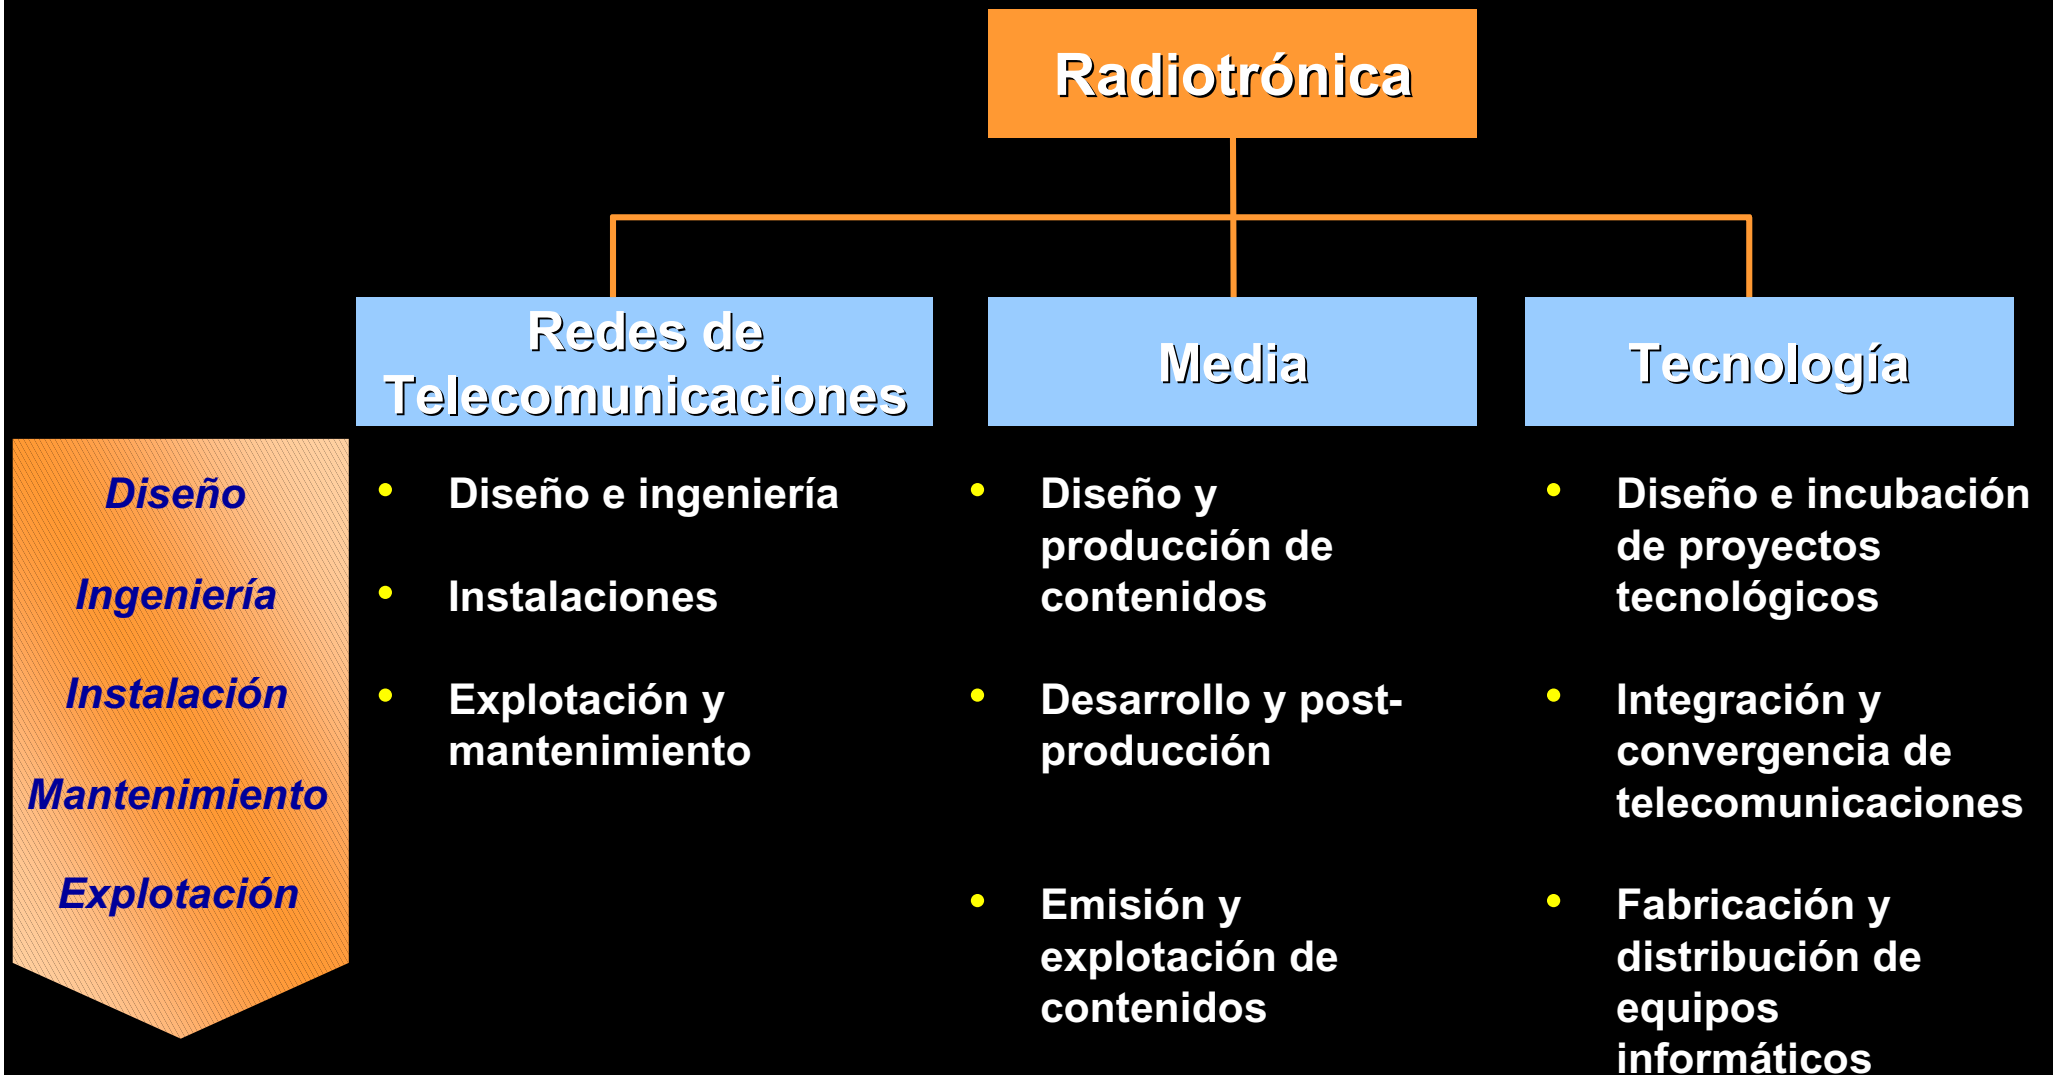 Radiotrónica
Redes de
Telecomunicaciones
Media
Tecnología
Diseño
Ingeniería
Instalación
Mantenimiento
Explotación
• Diseño e ingeniería
• Instalaciones
• Explotación y
mantenimiento
• Diseño y
producción de
contenidos
• Desarrollo y post-
producción
• Emisión y
explotación de
contenidos
• Diseño e incubación
de proyectos
tecnológicos
• Integración y
convergencia de
telecomunicaciones
• Fabricación y
distribución de
equipos
informáticos